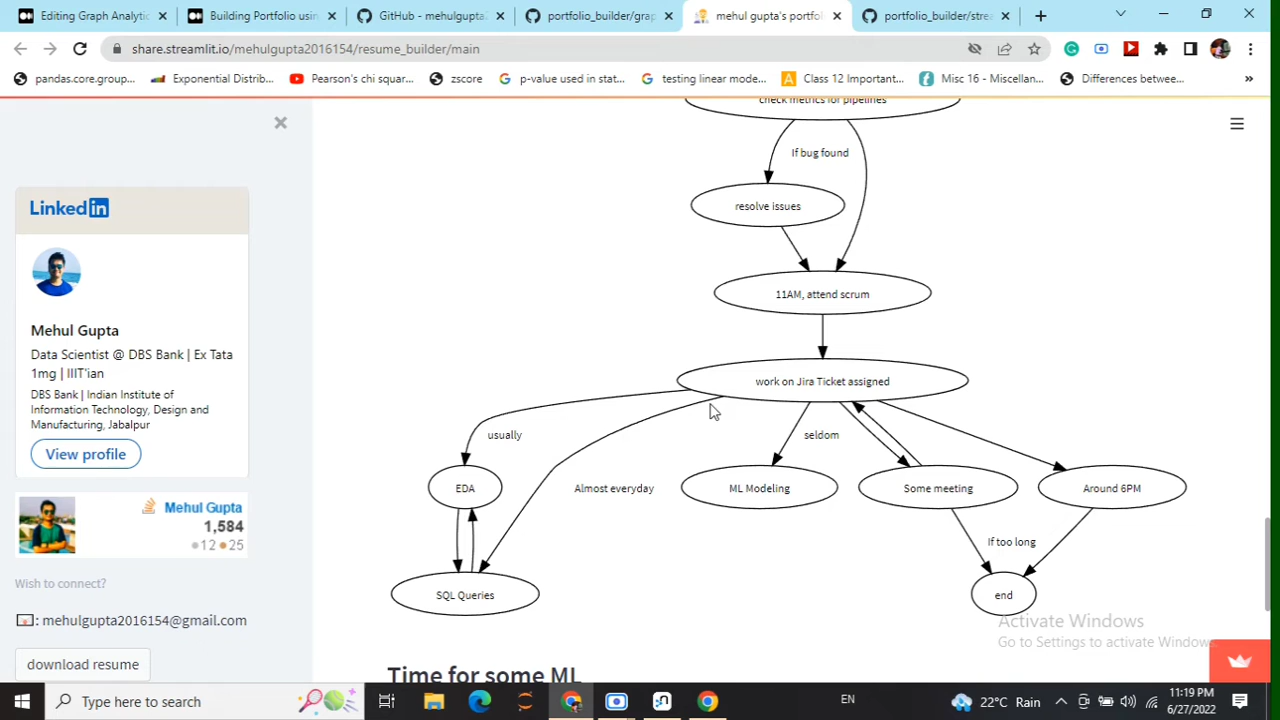 Editing Graph Analytic
Building Portfolio usin
GitHub - mehulgupta
portfolio_builder/grap
mehul gupta's portf
portfolio_builder/stre
share.streamlit.io/mehulgupta2016154/resume_builder/main
pandas.core.group...
Exponential Distrib...
Pearson's chi squar...
zscore
p-value used in stat...
testing linear mode...
Class 12 Important...
Misc 16 - Miscellan...
Differences betwee...
»
check metrics for pipelines
If bug found
resolve issues
11AM, attend scrum
work on Jira Ticket assigned
usually
seldom
EDA
Almost everyday
ML Modeling
Some meeting
Around 6PM
If too long
SQL Queries
end
Time for some ML
Linked in
Mehul Gupta
Data Scientist @ DBS Bank | Ex Tata
1mg | IIIT'ian
DBS Bank | Indian Institute of
Information Technology, Design and
Manufacturing, Jabalpur
View profile
Mehul Gupta
1,584
12 25
Wish to connect?
: mehulgupta2016154@gmail.com
download resume
Activate Windows
Go to Settings to activate Windows.
Type here to search
EN
22°C Rain
11:19 PM
6/27/2022